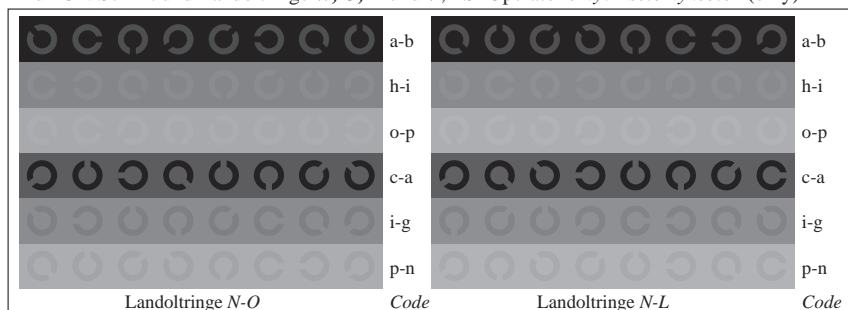 a-b a-b
h-i h-i
o-p o-p
c-a c-a
i-g i-g
p-n p-n
Landoltringe N-O Code Landoltringe N-L Code